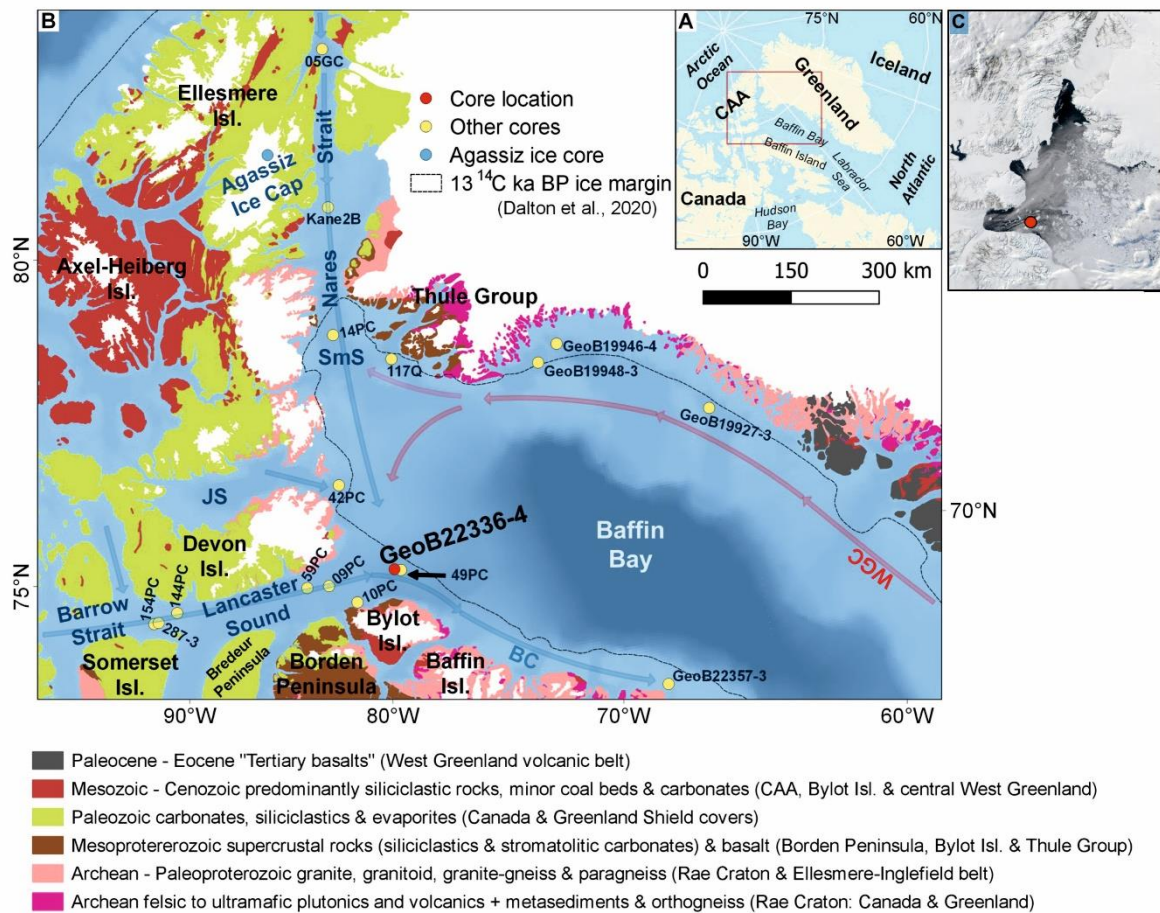 B
A
C
05GC
Ellesmere
Isl.
Strait
Agassiz
Ice Cap
Kane2B
Nares
80°N
Axel-Heiberg
Isl.
Thule Group
14PC
SmS
117Q
GeoB19946-4
GeoB19948-3
GeoB19927-3
Core location
Other cores
Agassiz ice core
13 ¹⁴C ka BP ice margin
(Dalton et al., 2020)
75°N
60°N
Arctic
Ocean
Greenland
Iceland
CAA
Baffin Bay
Baffin Island
Labrador
Sea
North
Atlantic
Canada
Hudson
Bay
90°W
60°W
0 150 300 km
JS
42PC
70°N
Devon
Isl.
GeoB22336-4
49PC
Baffin
Bay
WGC
75°N
59PC
09PC
10PC
Barrow
Strait
154PC
144PC
287-3
Lancaster
Sound
Bylot
Isl.
BC
GeoB22357-3
Somerset
Isl.
Bredeur
Peninsula
Borden
Peninsula
Baffin
Isl.
90°W 80°W 70°W 60°W
Paleocene - Eocene "Tertiary basalts" (West Greenland volcanic belt)
Mesozoic - Cenozoic predominantly siliciclastic rocks, minor coal beds & carbonates (CAA, Bylot Isl. & central West Greenland)
Paleozoic carbonates, siliciclastics & evaporites (Canada & Greenland Shield covers)
Mesoprotererozoic supercrustal rocks (siliciclastics & stromatolitic carbonates) & basalt (Borden Peninsula, Bylot Isl. & Thule Group)
Archean - Paleoproterozoic granite, granitoid, granite-gneiss & paragneiss (Rae Craton & Ellesmere-Inglefield belt)
Archean felsic to ultramafic plutonics and volcanics + metasediments & orthogneiss (Rae Craton: Canada & Greenland)